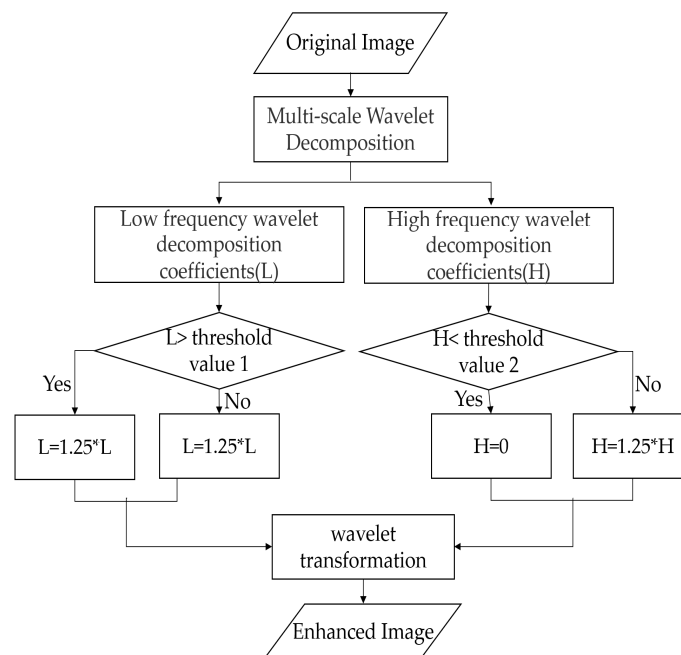 Original Image
Multi-scale Wavelet
Decomposition
Low frequency wavelet
decomposition
coefficients(L)
High frequency wavelet
decomposition
coefficients(H)
L> threshold
value 1
H< threshold
value 2
Yes
No
Yes
No
L=1.25*L
L=1.25*L
H=0
H=1.25*H
wavelet
transformation
Enhanced Image